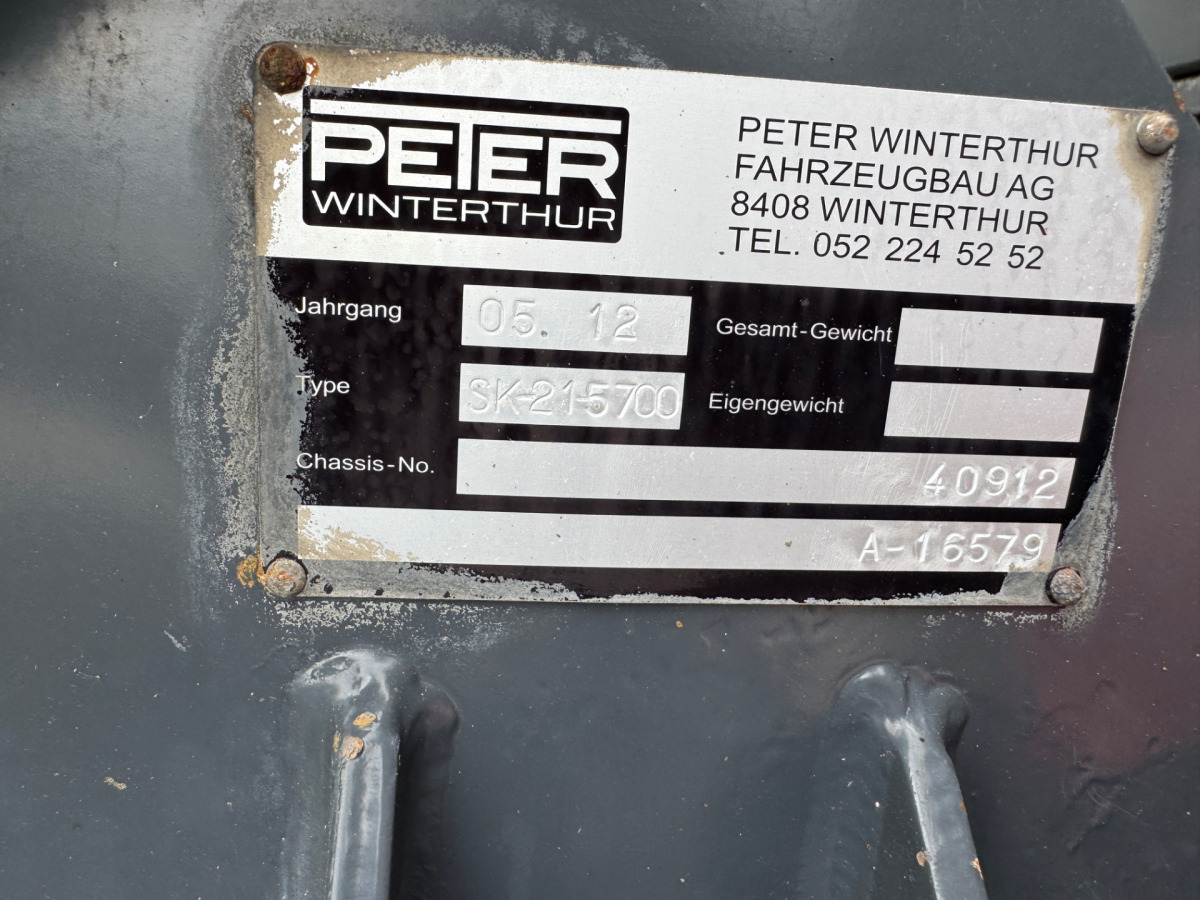 PETER
WINTERTHUR
PETER WINTERTHUR
FAHRZEUGBAU AG
8408 WINTERTHUR
TEL. 052 224 52 52
Jahrgang 05. 12 Gesamt-Gewicht
Type SK-21-5700 Eigengewicht
Chassis-No. 40912
A-16579